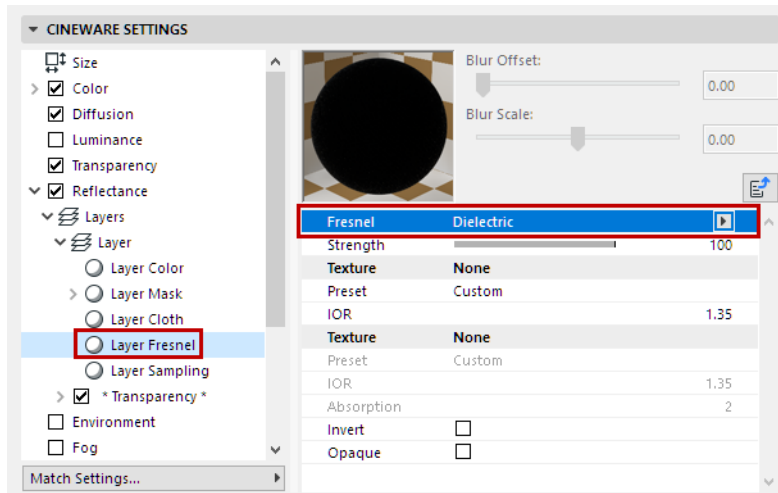 CINEWARE SETTINGS
Size
Color
Diffusion
Luminance
Transparency
Reflectance
Layers
Layer
Layer Color
Layer Mask
Layer Cloth
Layer Fresnel
Layer Sampling
* Transparency *
Environment
Fog
Match Settings...
Blur Offset:
0.00
Blur Scale:
0.00
Fresnel Dielectric
Strength 100
Texture None
Preset Custom
IOR 1.35
Texture None
Preset Custom
IOR 1.35
Absorption 2
Invert
Opaque